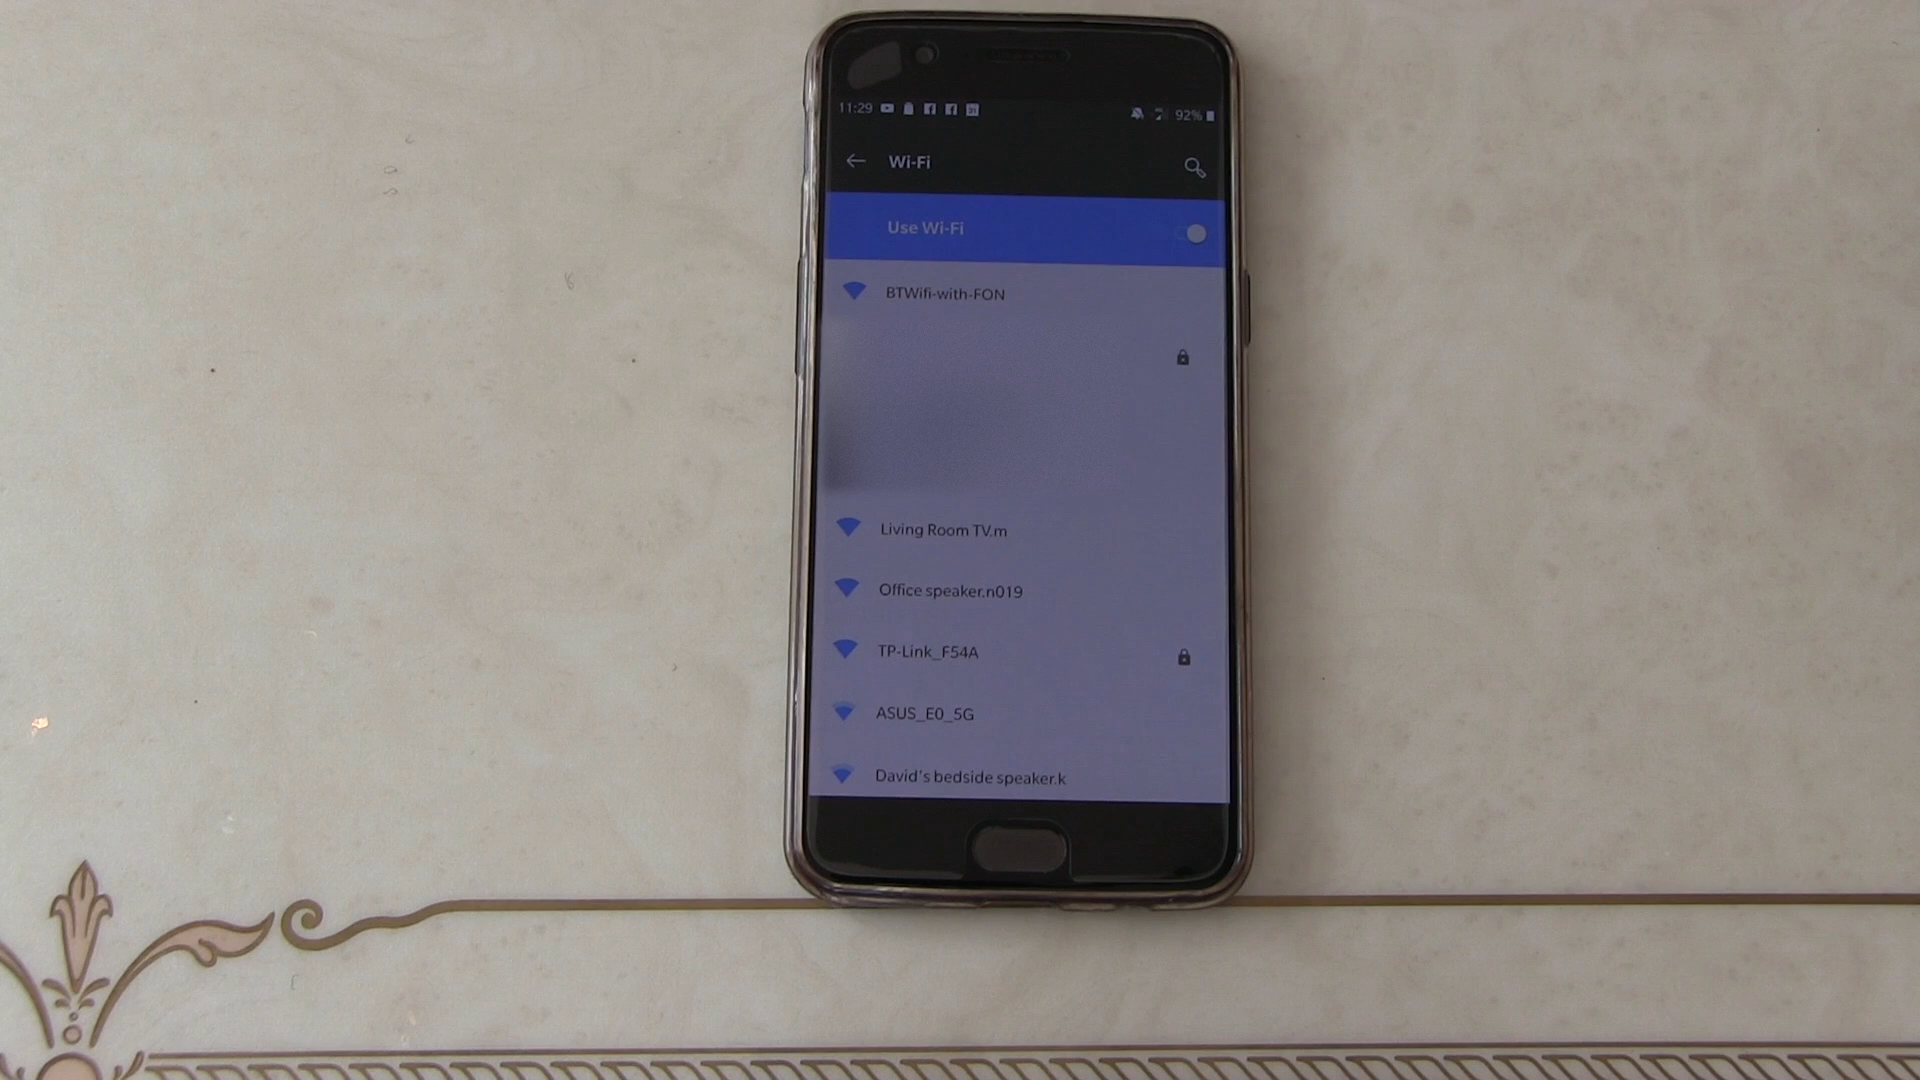 11:29
92%
Wi-Fi
Use Wi-Fi
BTWifi-with-FON
Living Room TV.m
Office speaker.n019
TP-Link_F54A
ASUS_E0_5G
David's bedside speaker.k